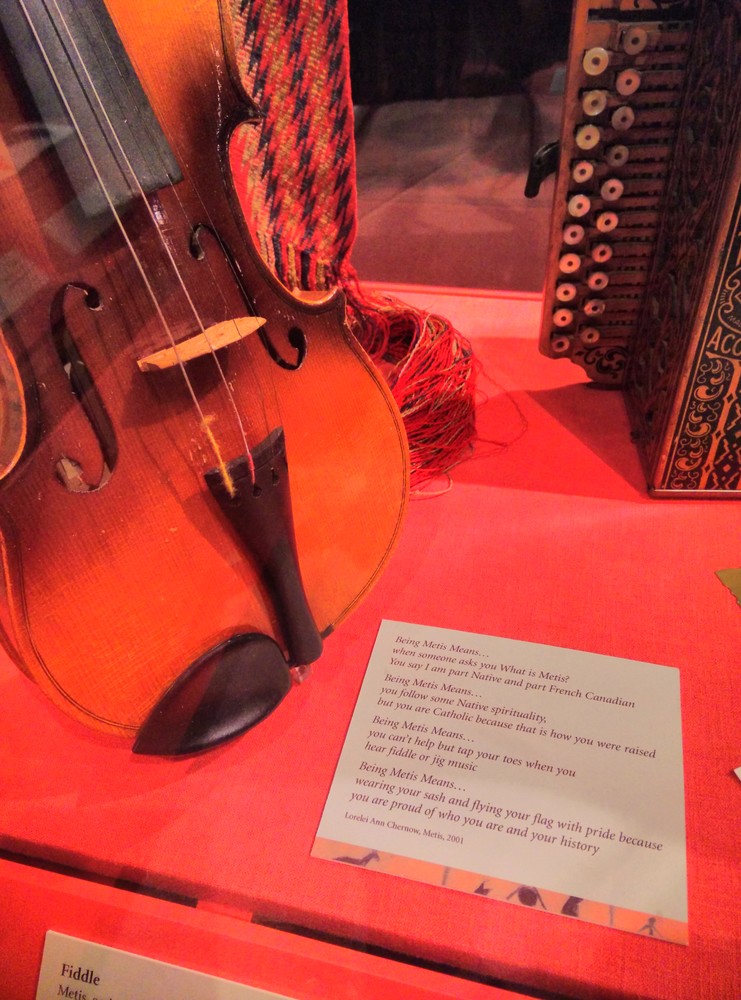 ACC
Being Metis Means...
when someone asks you What is Metis?
You say I am part Native and part French Canadian
Being Metis Means...
you follow some Native spirituality,
but you are Catholic because that is how you were raised
Being Metis Means...
you can't help but tap your toes when you
hear fiddle or jig music
Being Metis Means...
wearing your sash and flying your flag with pride because
you are proud of who you are and your history
Lorelei Ann Chernow, Metis, 2001
Fiddle
Metis,